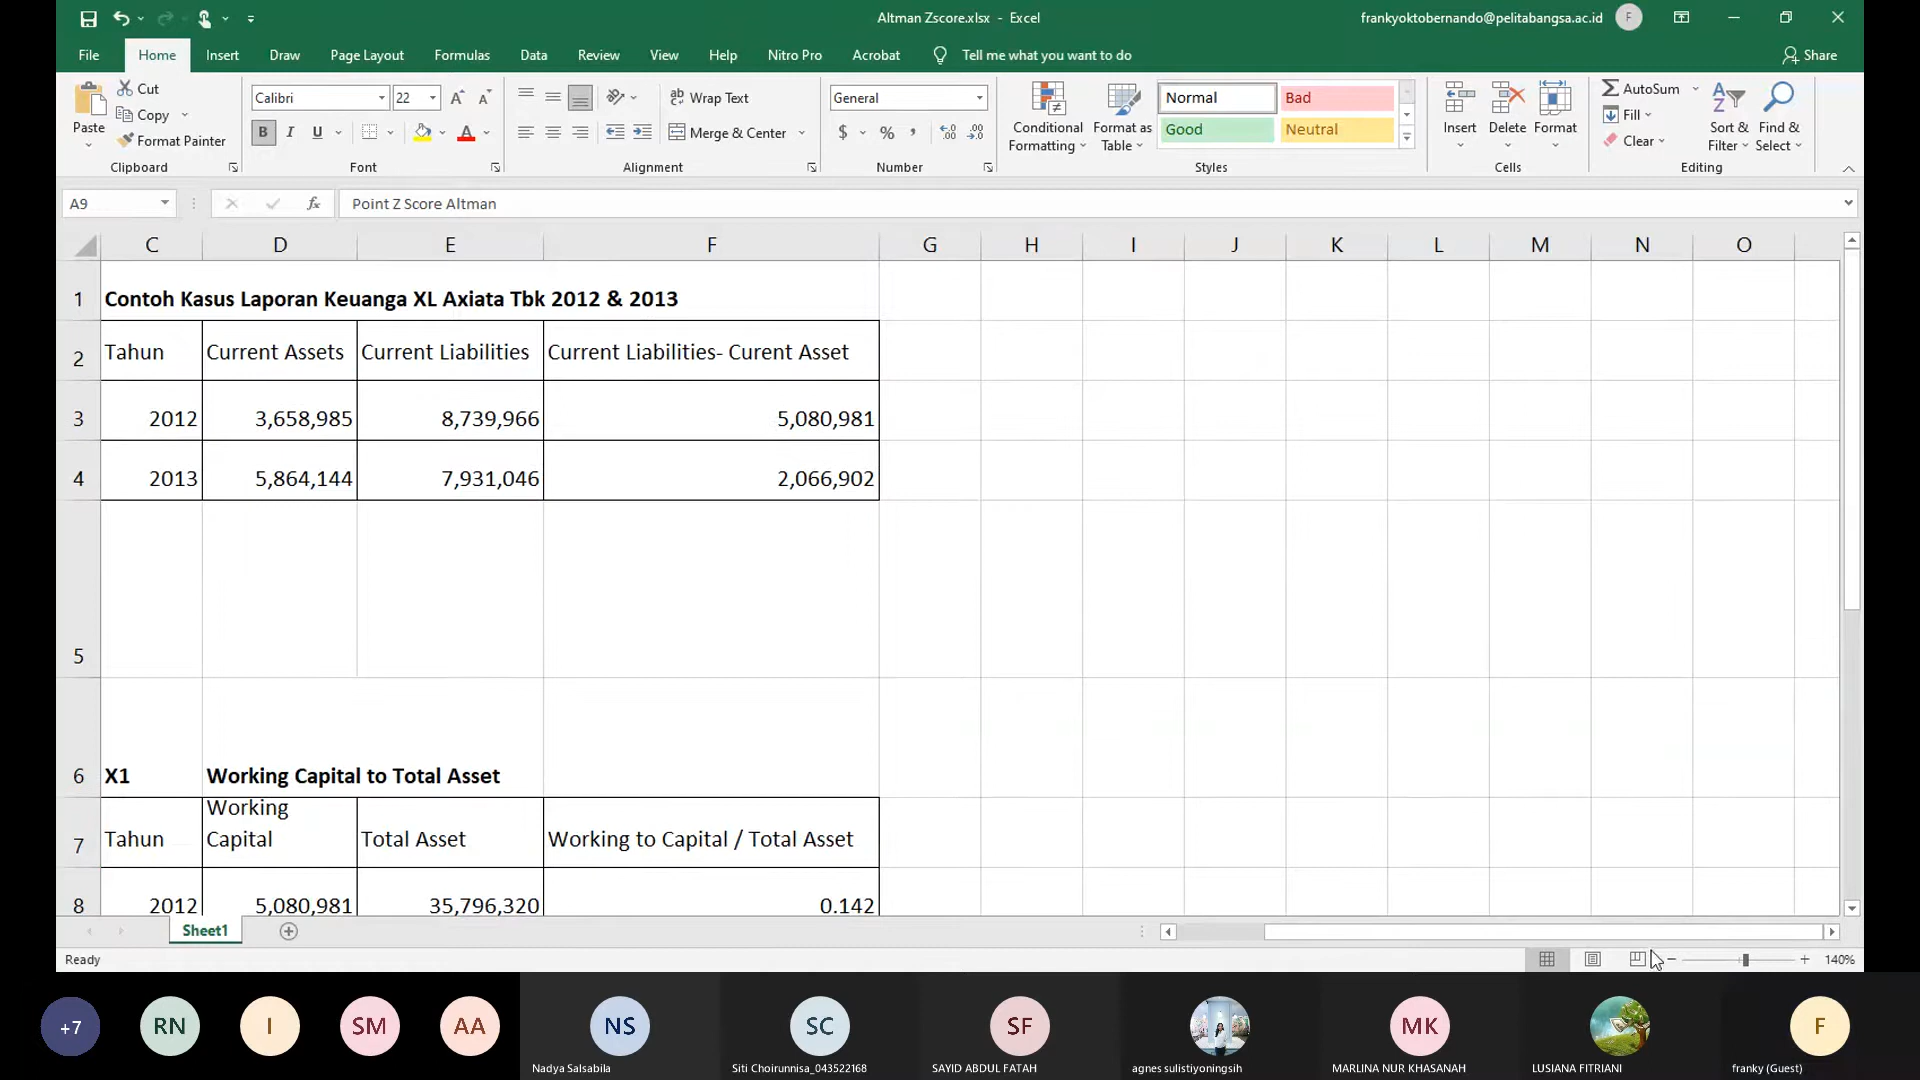 Altman Zscore.xlsx - Excel
frankyoktobernando@pelitabangsa.ac.id F
File Home Insert Draw Page Layout Formulas Data Review View Help Nitro Pro Acrobat Tell me what you want to do Share
Paste
Cut
Copy
Format Painter
Clipboard
Calibri 22
B I U
Font
Wrap Text
Merge & Center
Alignment
General
$ % ,
Number
Conditional Formatting
Format as Table
Normal Bad
Good Neutral
Styles
Insert Delete Format
Cells
AutoSum
Fill
Clear
Sort & Filter
Find & Select
Editing
A9 fx Point Z Score Altman
C D E F G H I J K L M N O
1 Contoh Kasus Laporan Keuanga XL Axiata Tbk 2012 & 2013
2 Tahun Current Assets Current Liabilities Current Liabilities- Curent Asset
3 2012 3,658,985 8,739,966 5,080,981
4 2013 5,864,144 7,931,046 2,066,902
5
6 X1 Working Capital to Total Asset
7 Tahun Working Capital Total Asset Working to Capital / Total Asset
8 2012 5,080,981 35,796,320 0.142
Sheet1
Ready 140%
+7 RN I SM AA NS SC SF MK F
Nadya Salsabila Siti Choirunnisa_043522168 SAYID ABDUL FATAH agnes sulistiyoningsih MARLINA NUR KHASANAH LUSIANA FITRIANI franky (Guest)